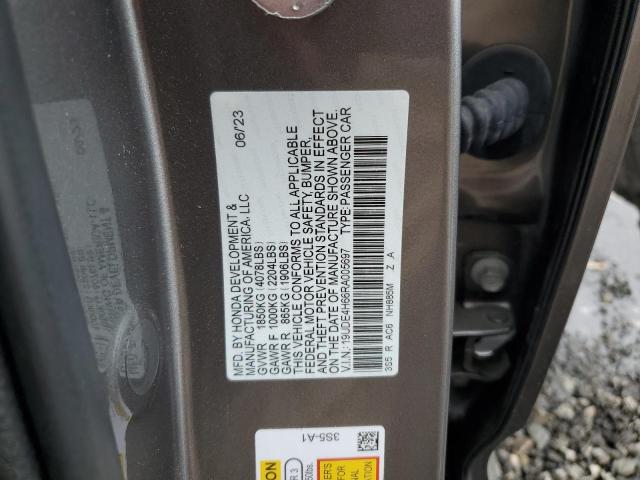 MFD. BY HONDA DEVELOPMENT & 06/23
MANUFACTURING OF AMERICA, LLC
GVWR 1850KG (4078LBS)
GAWR F 1000KG (2204LBS)
GAWR R 865KG (1906LBS)
THIS VEHICLE CONFORMS TO ALL APPLICABLE
FEDERAL MOTOR VEHICLE SAFETY, BUMPER,
AND THEFT PREVENTION STANDARDS IN EFFECT
ON THE DATE OF MANUFACTURE SHOWN ABOVE.
V.I.N.: 19UDE4H66RA005997 TYPE:PASSENGER CAR
3S5 R AC6 NH885M Z A
3S5-A1